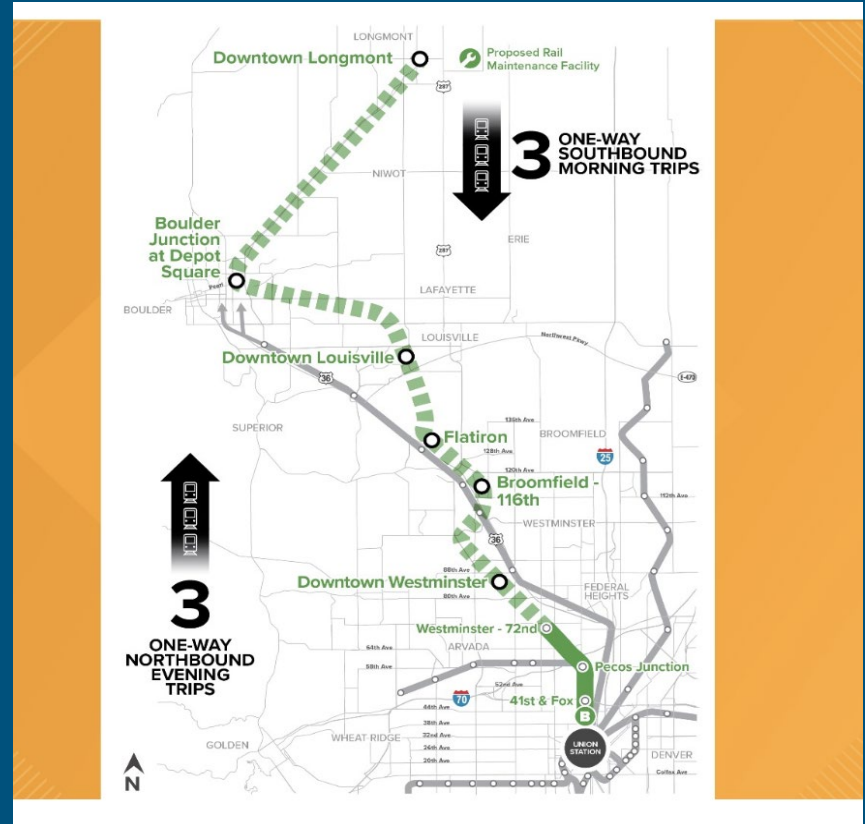 LONGMONT
Downtown Longmont
Proposed Rail
Maintenance Facility
287
3
ONE-WAY
SOUTHBOUND
MORNING TRIPS
NIWOT
Boulder
Junction
at Depot
Square
ERIE
287
Pearl
LAFAYETTE
BOULDER
LOUISVILLE
Northwest Pkwy
Downtown Louisville
36
E-470
SUPERIOR
136th Ave
Flatiron
BROOMFIELD
128th Ave
25
120th Ave
Broomfield -
116th
112th Ave
WESTMINSTER
36
88th Ave
Downtown Westminster
80th Ave
FEDERAL
HEIGHTS
3
ONE-WAY
NORTHBOUND
EVENING
TRIPS
Westminster - 72nd
64th Ave
ARVADA
58th Ave
Pecos Junction
52nd Ave
70
41st & Fox
44th Ave
B
38th Ave
WHEAT RIDGE
32nd Ave
GOLDEN
26th Ave
UNION
STATION
20th Ave
DENVER
Colfax Ave
N